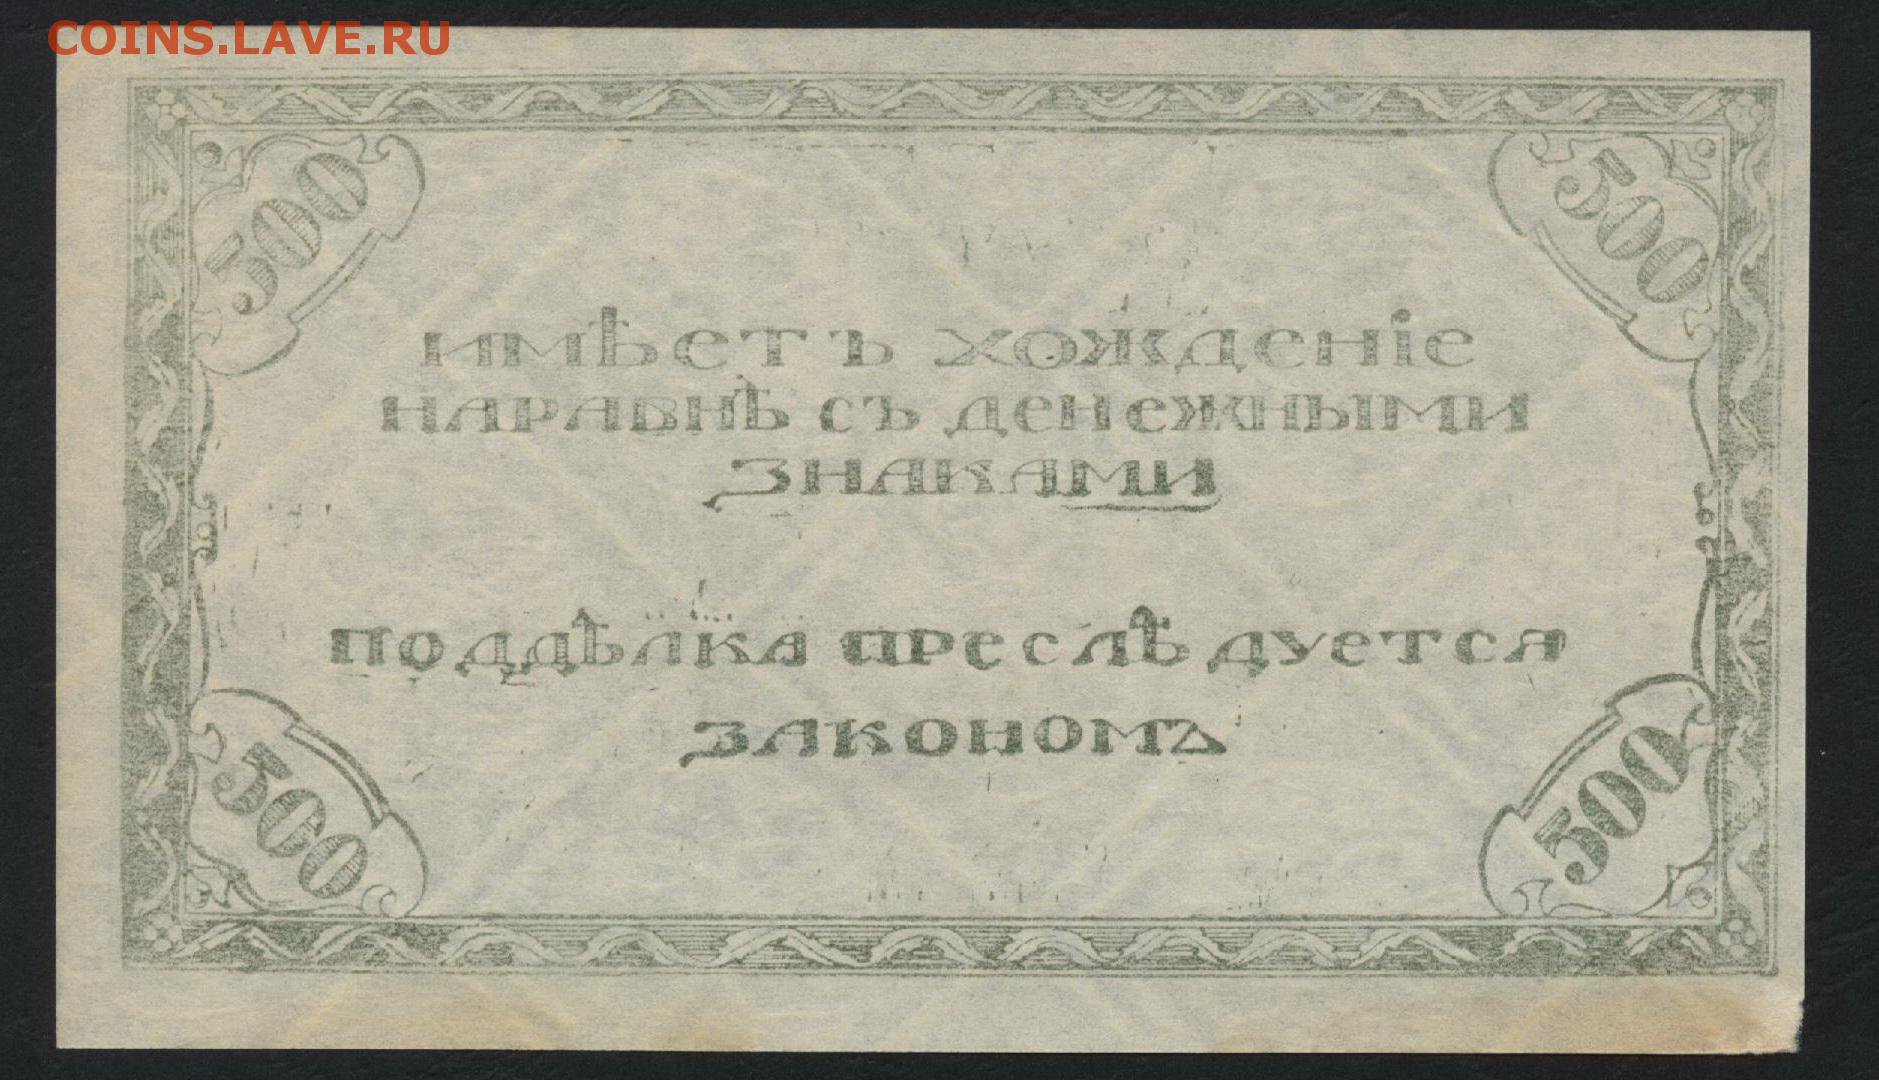 COINS.LAVE.RU
500 500
имѣетъ хожденіе
наравнѣ съ денежными
знаками
поддѣлка преслѣдуется
закономъ
500 500